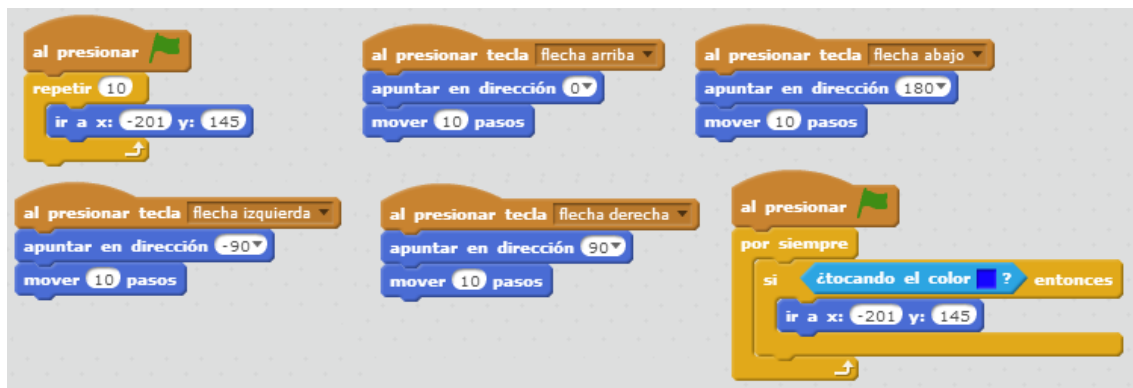 al presionar
repetir 10
ir a x: -201 y: 145
al presionar tecla flecha arriba
apuntar en dirección 0
mover 10 pasos
al presionar tecla flecha abajo
apuntar en dirección 180
mover 10 pasos
al presionar tecla flecha izquierda
apuntar en dirección -90
mover 10 pasos
al presionar tecla flecha derecha
apuntar en dirección 90
mover 10 pasos
al presionar
por siempre
si ¿tocando el color ? entonces
ir a x: -201 y: 145